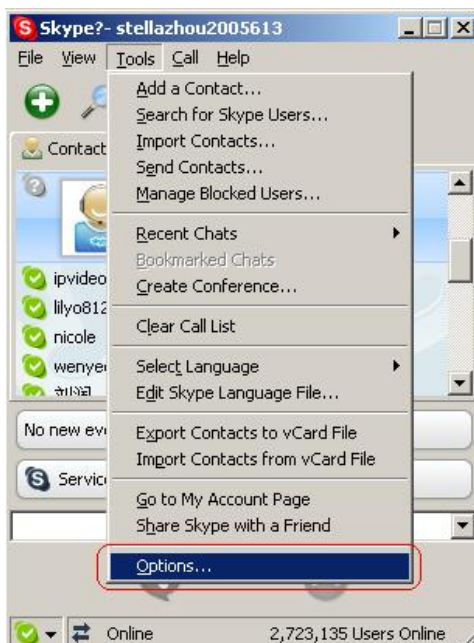 Skype?- stellazhou2005613
File View Tools Call Help
Add a Contact...
Search for Skype Users...
Import Contacts...
Send Contacts...
Manage Blocked Users...
Recent Chats
Bookmarked Chats
Create Conference...
Clear Call List
Select Language
Edit Skype Language File...
Export Contacts to vCard File
Import Contacts from vCard File
Go to My Account Page
Share Skype with a Friend
Options...
Contact
ipvideo
lilyo812
nicole
wenye
No new ev
Servic
Online 2,723,135 Users Online